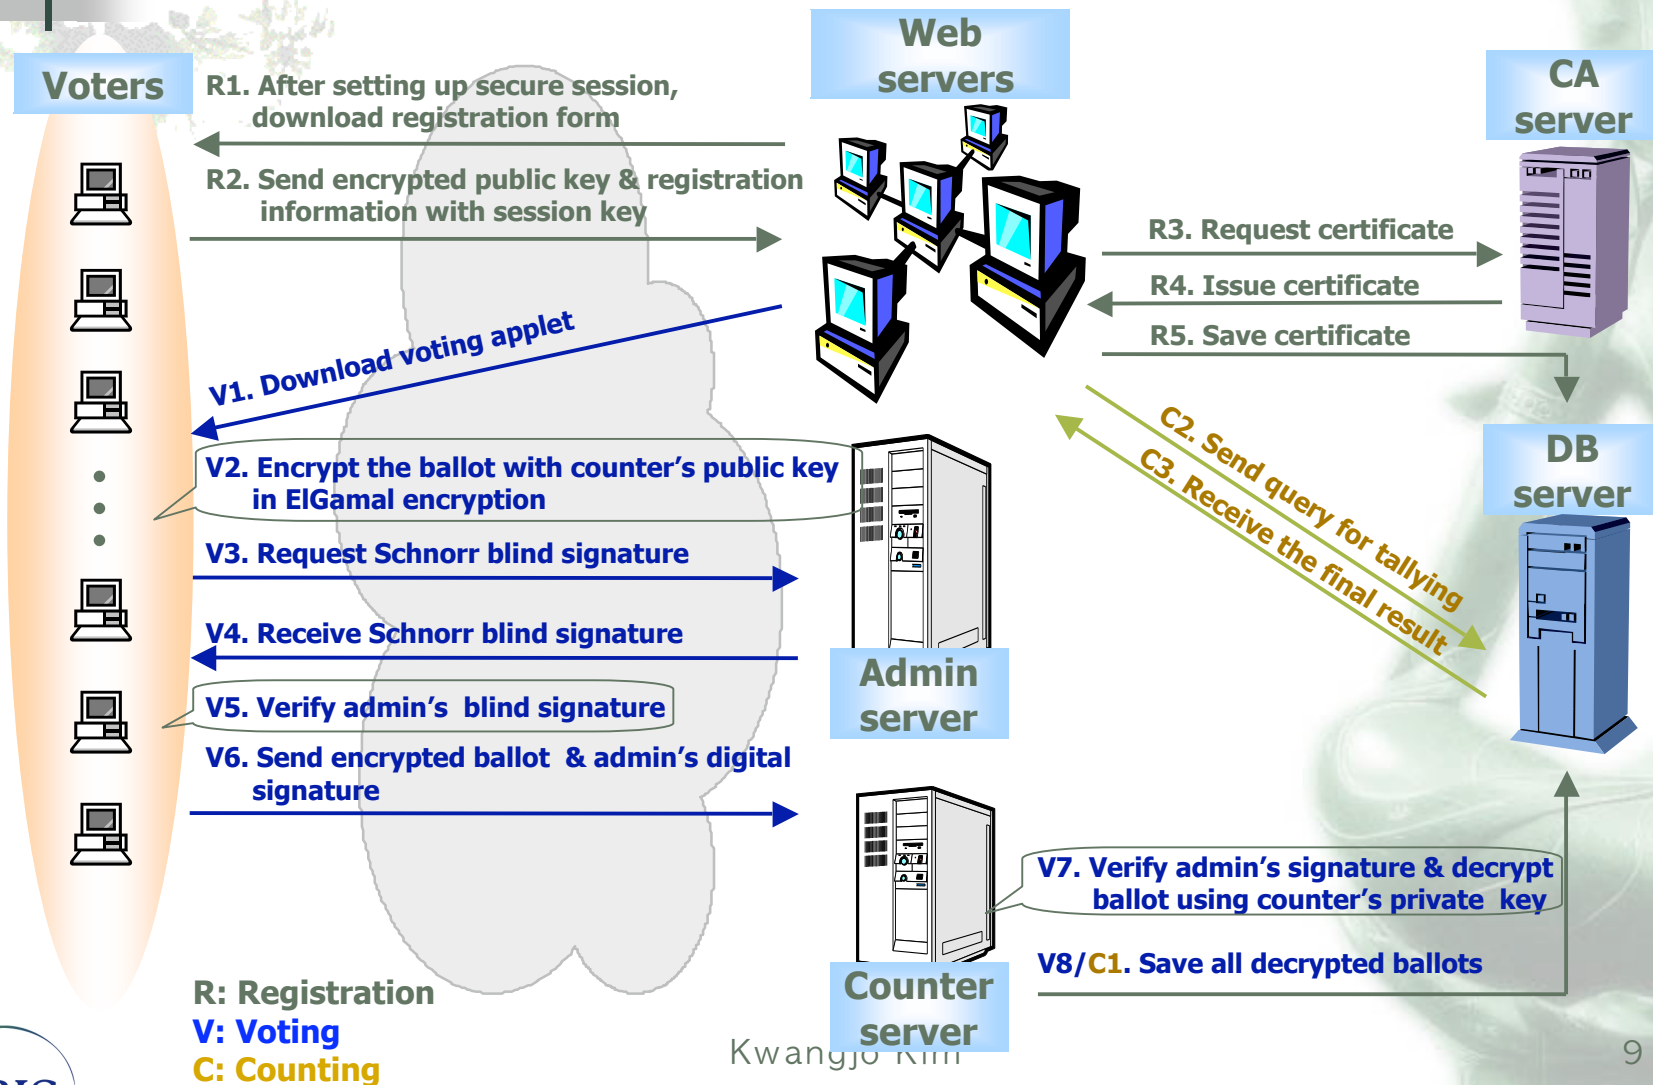 Voters
Web
servers
CA
server
R1. After setting up secure session,
download registration form
R2. Send encrypted public key & registration
information with session key
R3. Request certificate
R4. Issue certificate
R5. Save certificate
V1. Download voting applet
C2. Send query for tallying
C3. Receive the final result
DB
server
V2. Encrypt the ballot with counter’s public key
in ElGamal encryption
V3. Request Schnorr blind signature
V4. Receive Schnorr blind signature
Admin
server
V5. Verify admin’s  blind signature
V6. Send encrypted ballot  & admin’s digital
signature
V7. Verify admin’s signature & decrypt
ballot using counter’s private  key
V8/C1. Save all decrypted ballots
Counter
server
R: Registration
V: Voting
C: Counting
Kwangjo Kim
9